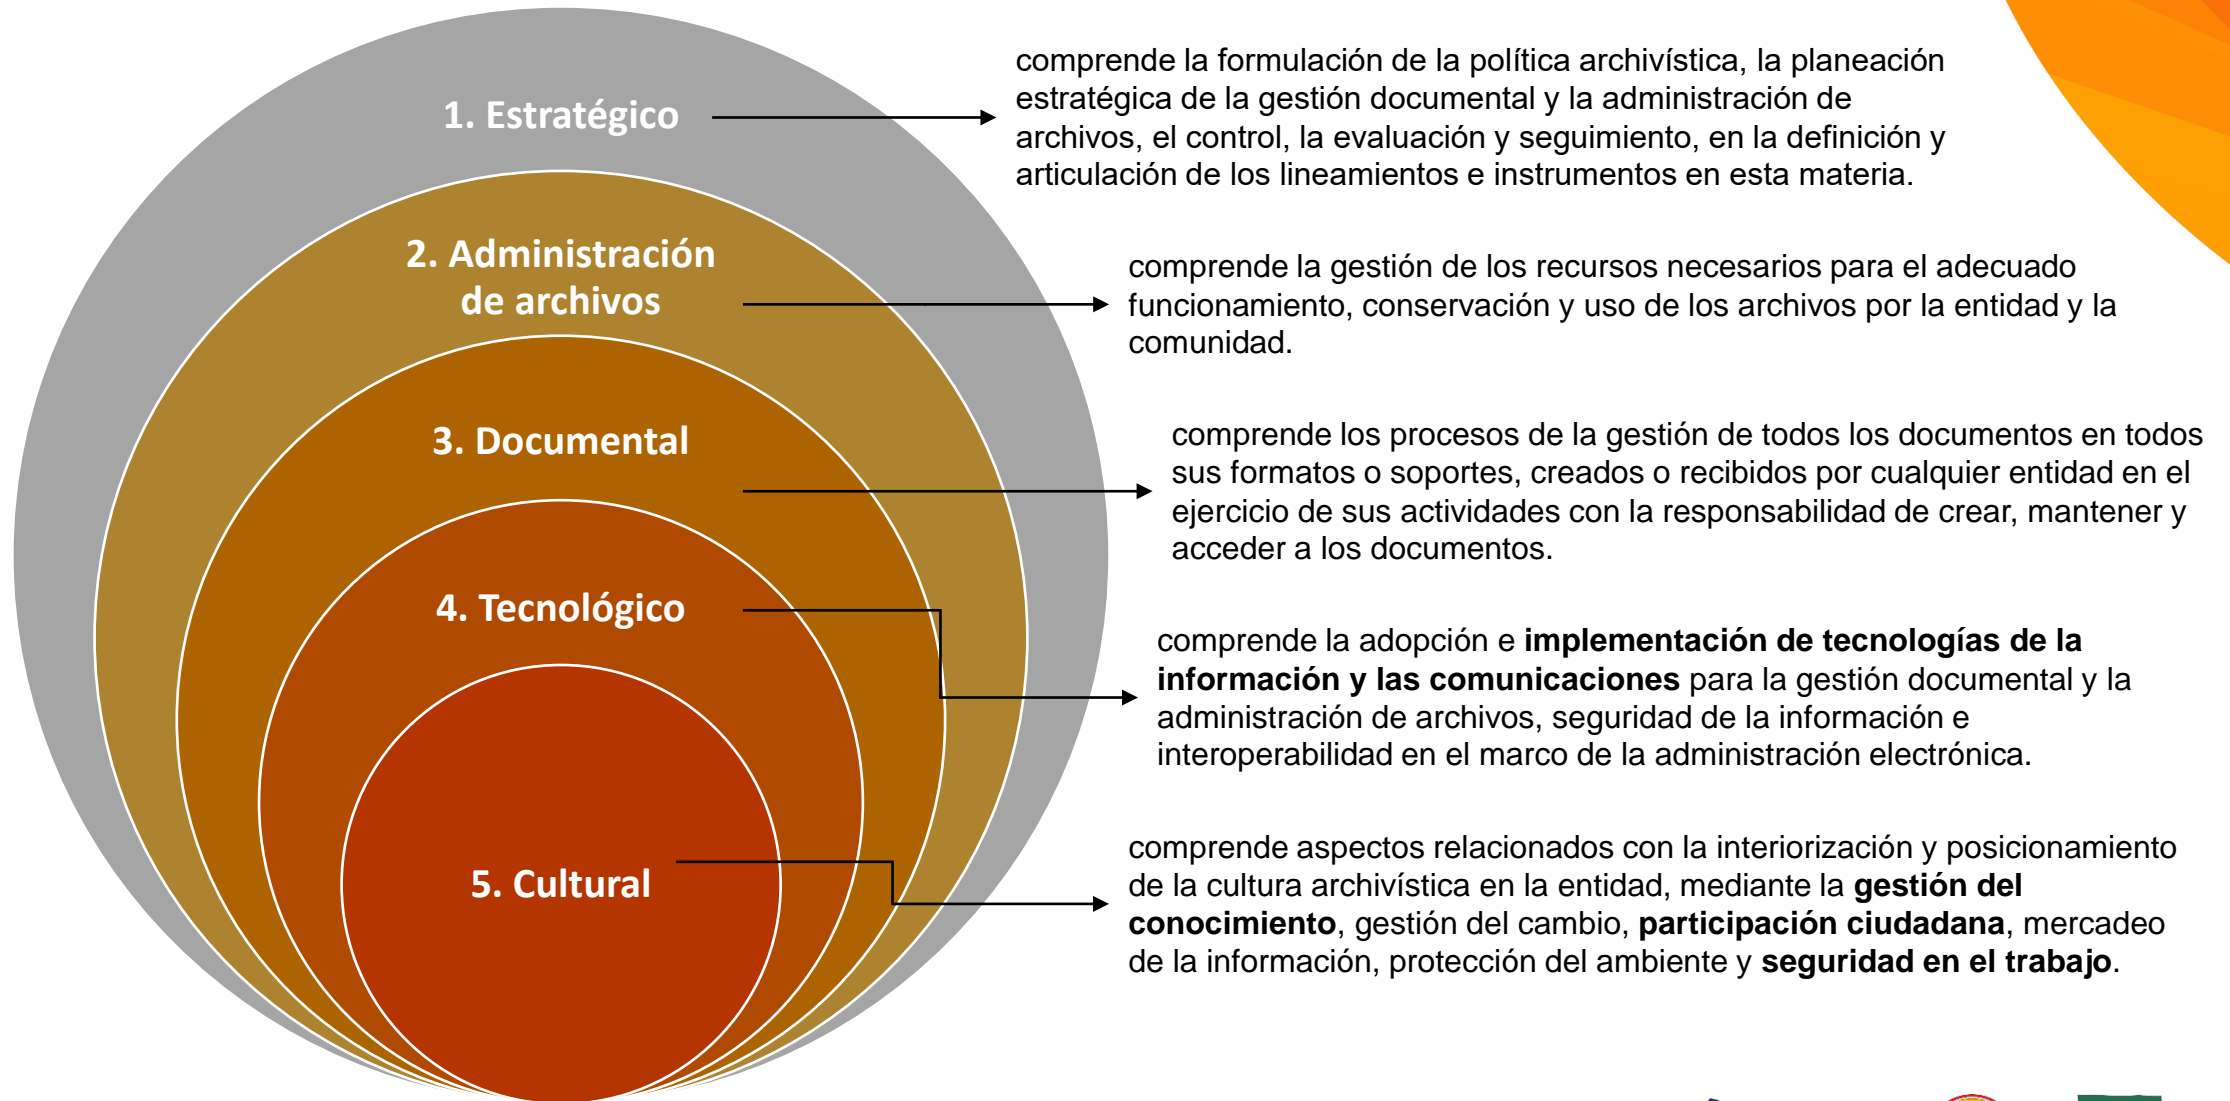 1. Estratégico
comprende la formulación de la política archivística, la planeación
estratégica de la gestión documental y la administración de
archivos, el control, la evaluación y seguimiento, en la definición y
articulación de los lineamientos e instrumentos en esta materia.
2. Administración
de archivos
comprende la gestión de los recursos necesarios para el adecuado
funcionamiento, conservación y uso de los archivos por la entidad y la
comunidad.
3. Documental
comprende los procesos de la gestión de todos los documentos en todos
sus formatos o soportes, creados o recibidos por cualquier entidad en el
ejercicio de sus actividades con la responsabilidad de crear, mantener y
acceder a los documentos.
4. Tecnológico
comprende la adopción e implementación de tecnologías de la
información y las comunicaciones para la gestión documental y la
administración de archivos, seguridad de la información e
interoperabilidad en el marco de la administración electrónica.
5. Cultural
comprende aspectos relacionados con la interiorización y posicionamiento
de la cultura archivística en la entidad, mediante la gestión del
conocimiento, gestión del cambio, participación ciudadana, mercadeo
de la información, protección del ambiente y seguridad en el trabajo.